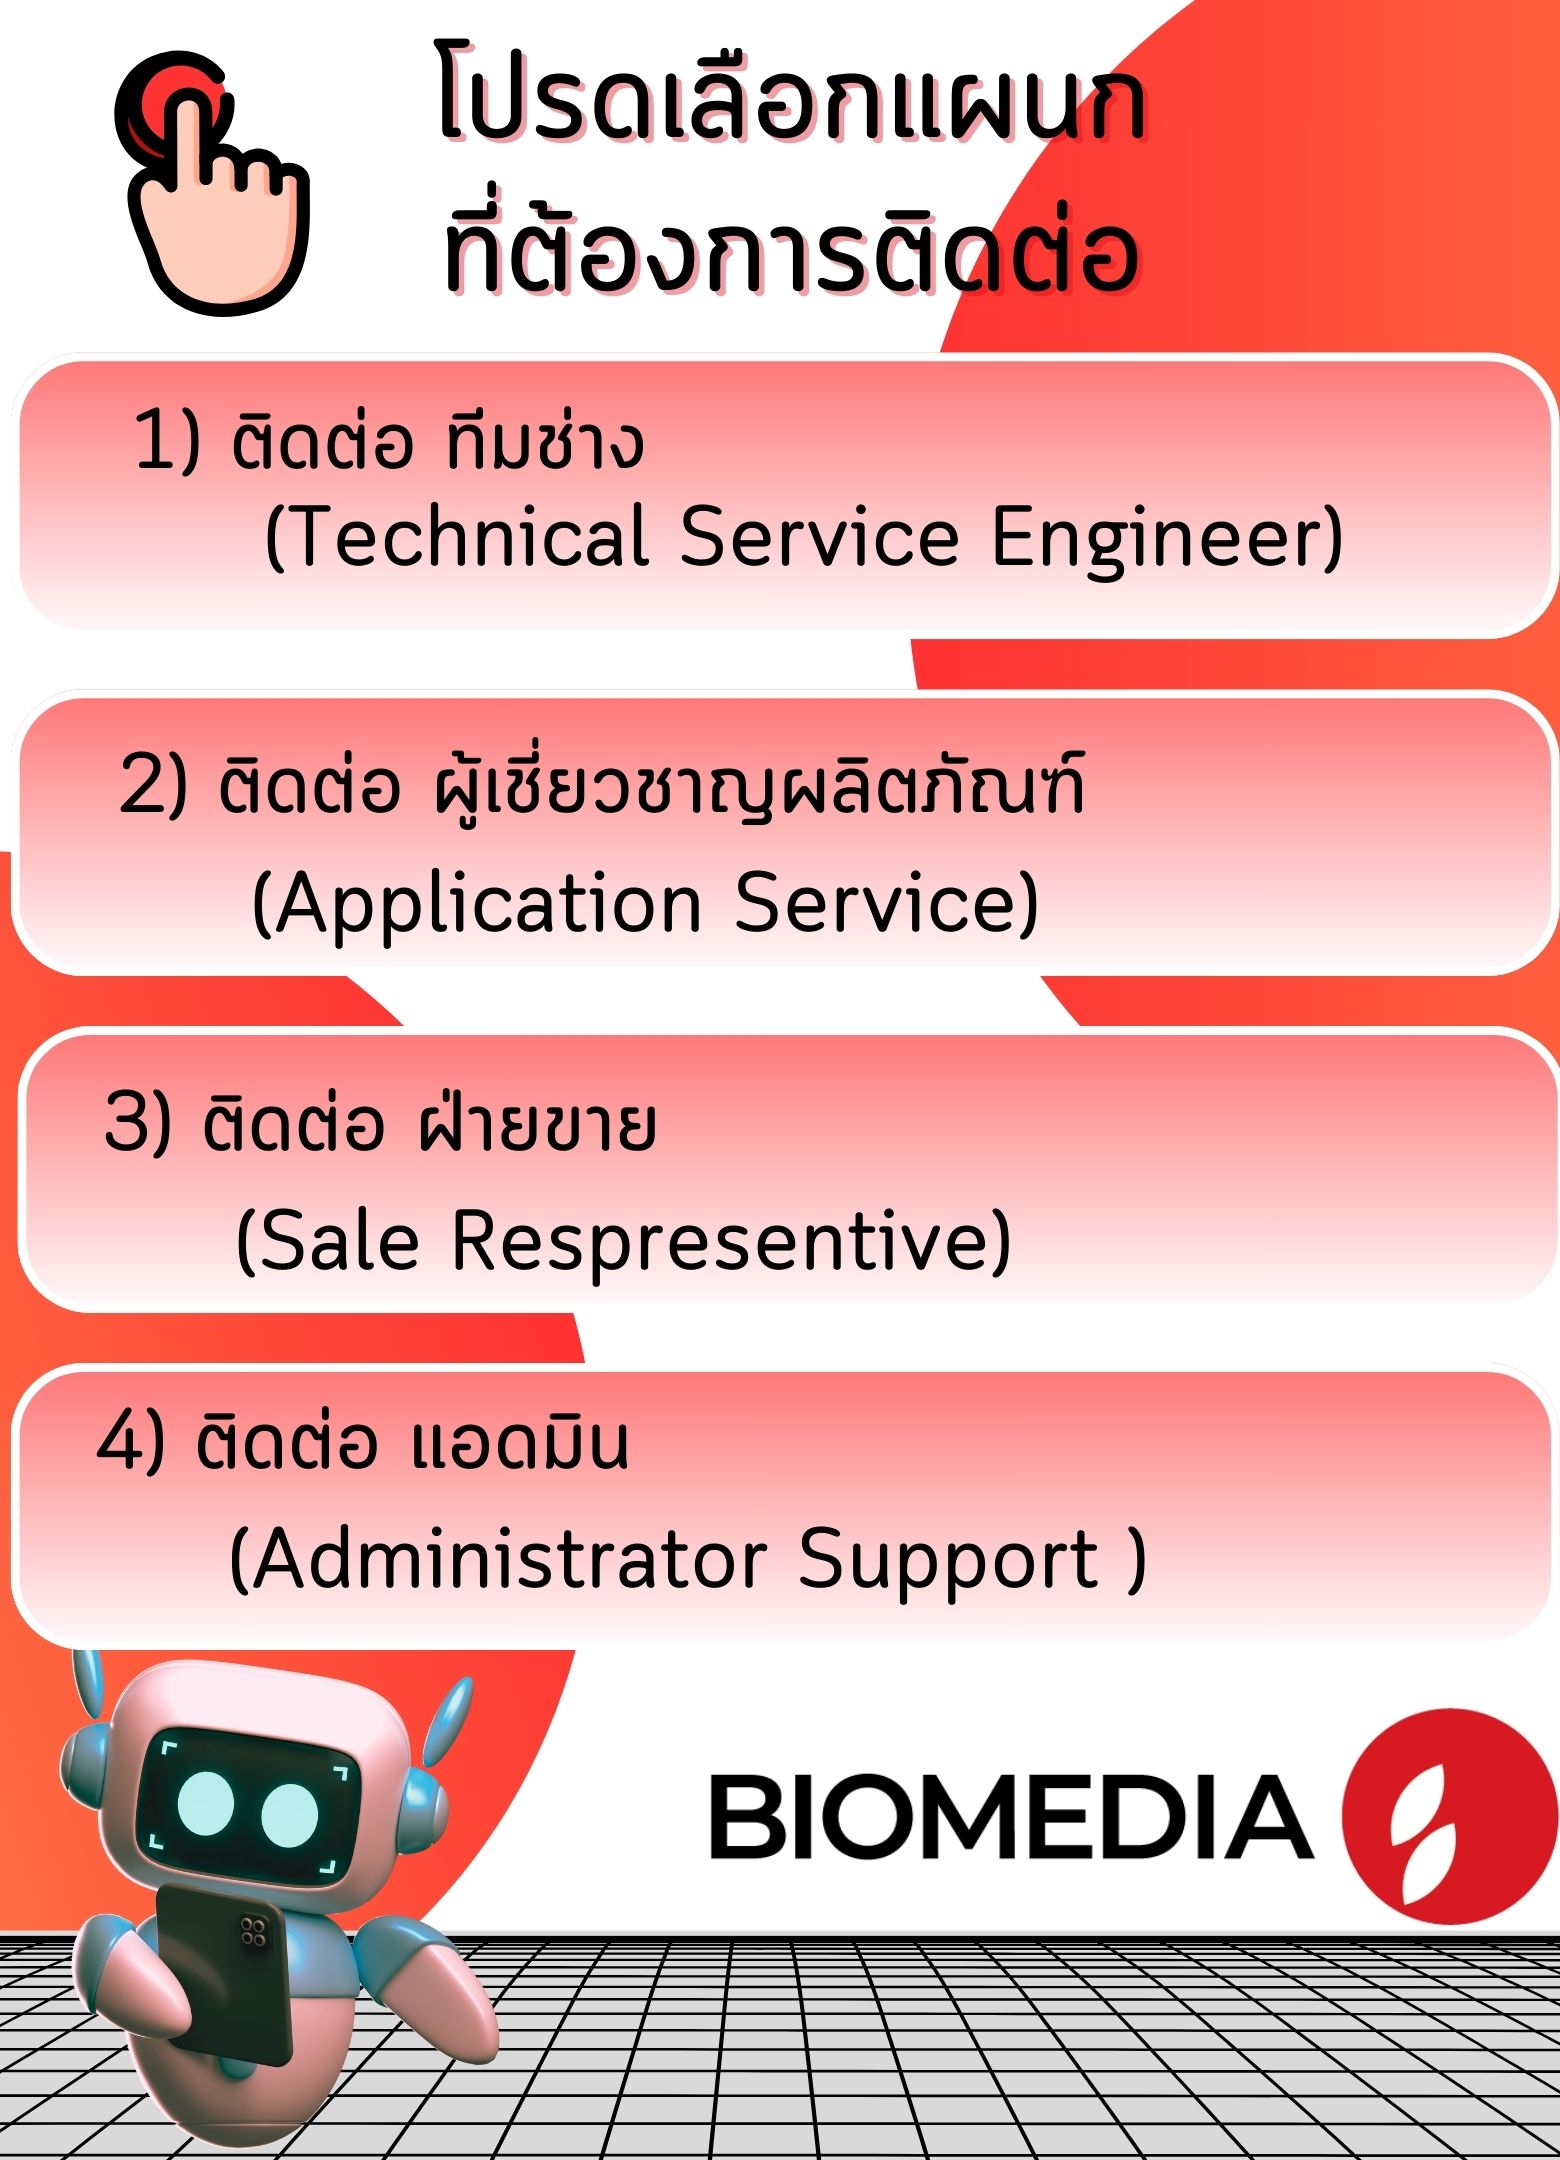 โปรดเลือกแผนก
ที่ต้องการติดต่อ
1) ติดต่อ ทีมช่าง
(Technical Service Engineer)
2) ติดต่อ ผู้เชี่ยวชาญผลิตภัณฑ์
(Application Service)
3) ติดต่อ ฝ่ายขาย
(Sale Respresentive)
4) ติดต่อ แอดมิน
(Administrator Support )
BIOMEDIA